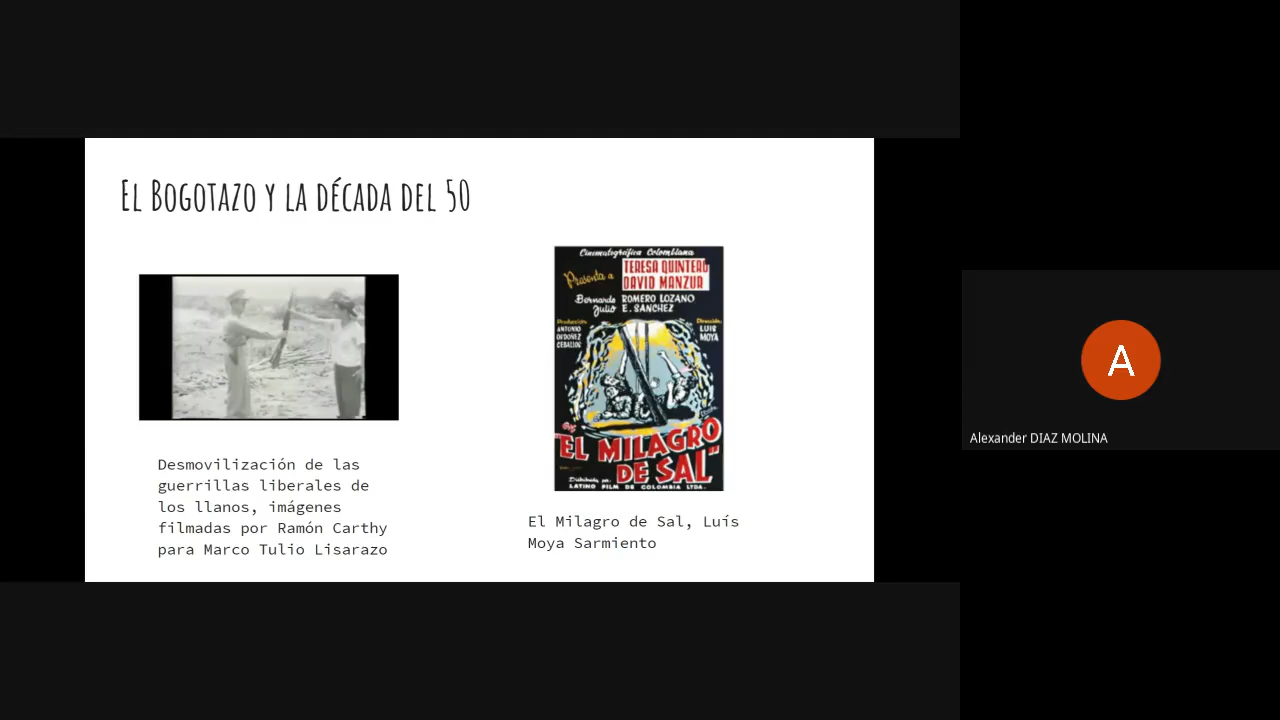 El Bogotazo y la década del 50
Desmovilización de las
guerrillas liberales de
los llanos, imágenes
filmadas por Ramón Carthy
para Marco Tulio Lisarazo
Cinematográfica Colombiana
Presenta a
TERESA QUINTERO
DAVID MANZUR
Bernardo ROMERO LOZANO
Julio E. SANCHEZ
Producción:
ANTONIO
ORDOÑEZ
CEBALLOS
Dirección:
LUIS
MOYA
En
"EL MILAGRO
DE SAL"
Distribuida por:
LATINO FILM DE COLOMBIA LTDA.
El Milagro de Sal, Luís
Moya Sarmiento
A
Alexander DIAZ MOLINA